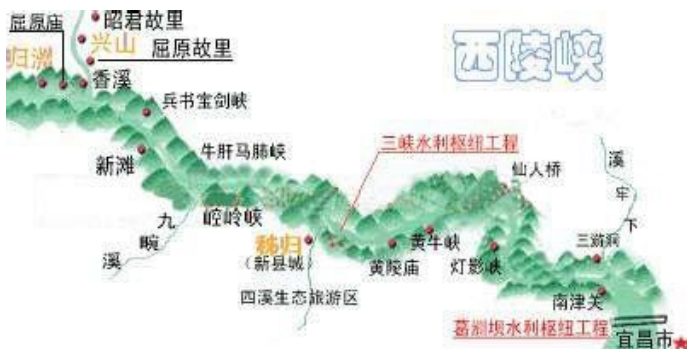 昭君故里
屈原庙
兴山
屈原故里
归洲
香溪
西陵峡
兵书宝剑峡
三峡水利枢纽工程
牛肝马肺峡
新滩
仙人桥
溪
牢
下
九
畹
溪
崆岭峡
秭归
(新县城)
黄牛峡
三游洞
黄陵庙
灯影峡
四溪生态旅游区
南津关
葛洲坝水利枢纽工程
宜昌市